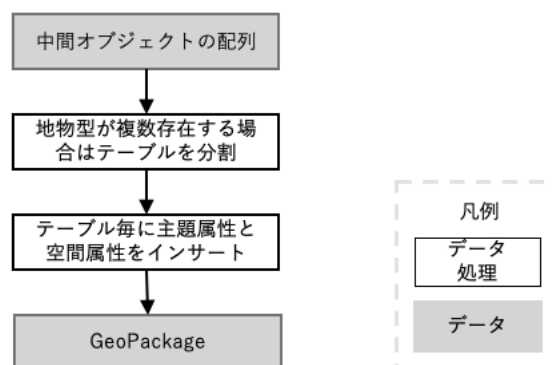 中間オブジェクトの配列
地物型が複数存在する場
合はテーブルを分割
テーブル毎に主題属性と
空間属性をインサート
GeoPackage
凡例
データ
処理
データ